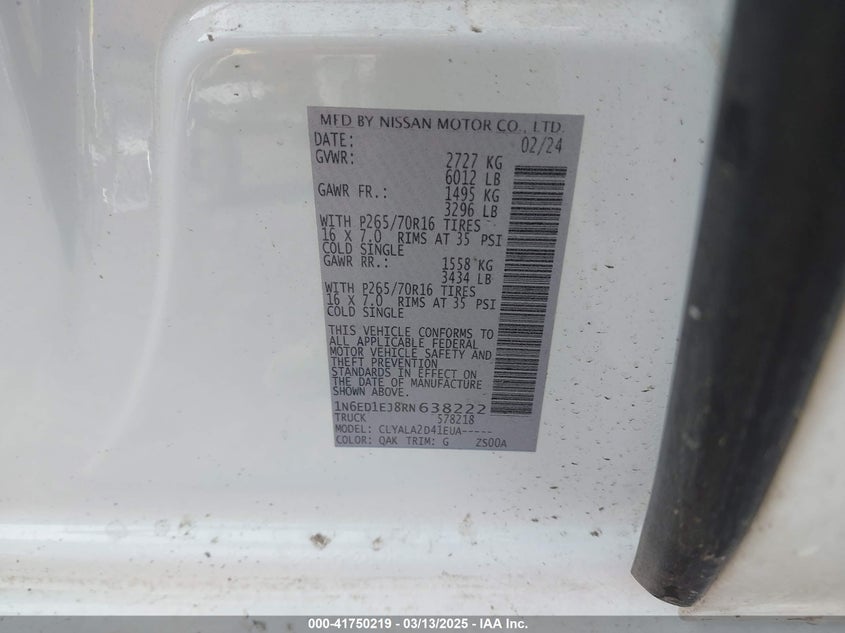 MFD BY NISSAN MOTOR CO., LTD.
DATE: 02/24
GVWR: 2727 KG
6012 LB
GAWR FR.: 1495 KG
3296 LB
WITH P265/70R16 TIRES
16 X 7.0 RIMS AT 35 PSI
COLD SINGLE
GAWR RR.: 1558 KG
3434 LB
WITH P265/70R16 TIRES
16 X 7.0 RIMS AT 35 PSI
COLD SINGLE
THIS VEHICLE CONFORMS TO
ALL APPLICABLE FEDERAL
MOTOR VEHICLE SAFETY AND
THEFT PREVENTION
STANDARDS IN EFFECT ON
THE DATE OF MANUFACTURE
SHOWN ABOVE.
1N6ED1EJ8RN638222
TRUCK 578218
MODEL: CLYALA2D41EUA-----
COLOR: QAK TRIM: G ZS00A
000-41750219 - 03/13/2025 - IAA Inc.